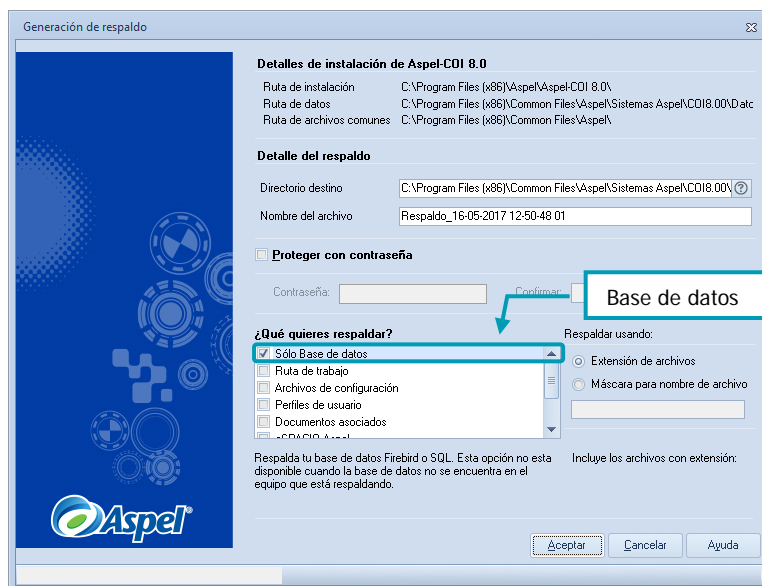 Generación de respaldo
Detalles de instalación de Aspel-COI 8.0
Ruta de instalación C:\Program Files (x86)\Aspel\Aspel-COI 8.0\
Ruta de datos C:\Program Files (x86)\Common Files\Aspel\Sistemas Aspel\COI8.00\Datc
Ruta de archivos comunes C:\Program Files (x86)\Common Files\Aspel\
Detalle del respaldo
Directorio destino C:\Program Files (x86)\Common Files\Aspel\Sistemas Aspel\COI8.00\
Nombre del archivo Respaldo_16-05-2017 12-50-48 01
Proteger con contraseña
Contraseña: Confirmar:
Base de datos
¿Qué quieres respaldar? Respaldar usando:
Sólo Base de datos
Ruta de trabajo
Archivos de configuración
Perfiles de usuario
Documentos asociados
eSPACIO Aspel
Extensión de archivos
Máscara para nombre de archivo
Respalda tu base de datos Firebird o SQL. Esta opción no esta
disponible cuando la base de datos no se encuentra en el
equipo que está respaldando.
Incluye los archivos con extensión:
Aspel
Aceptar Cancelar Ayuda